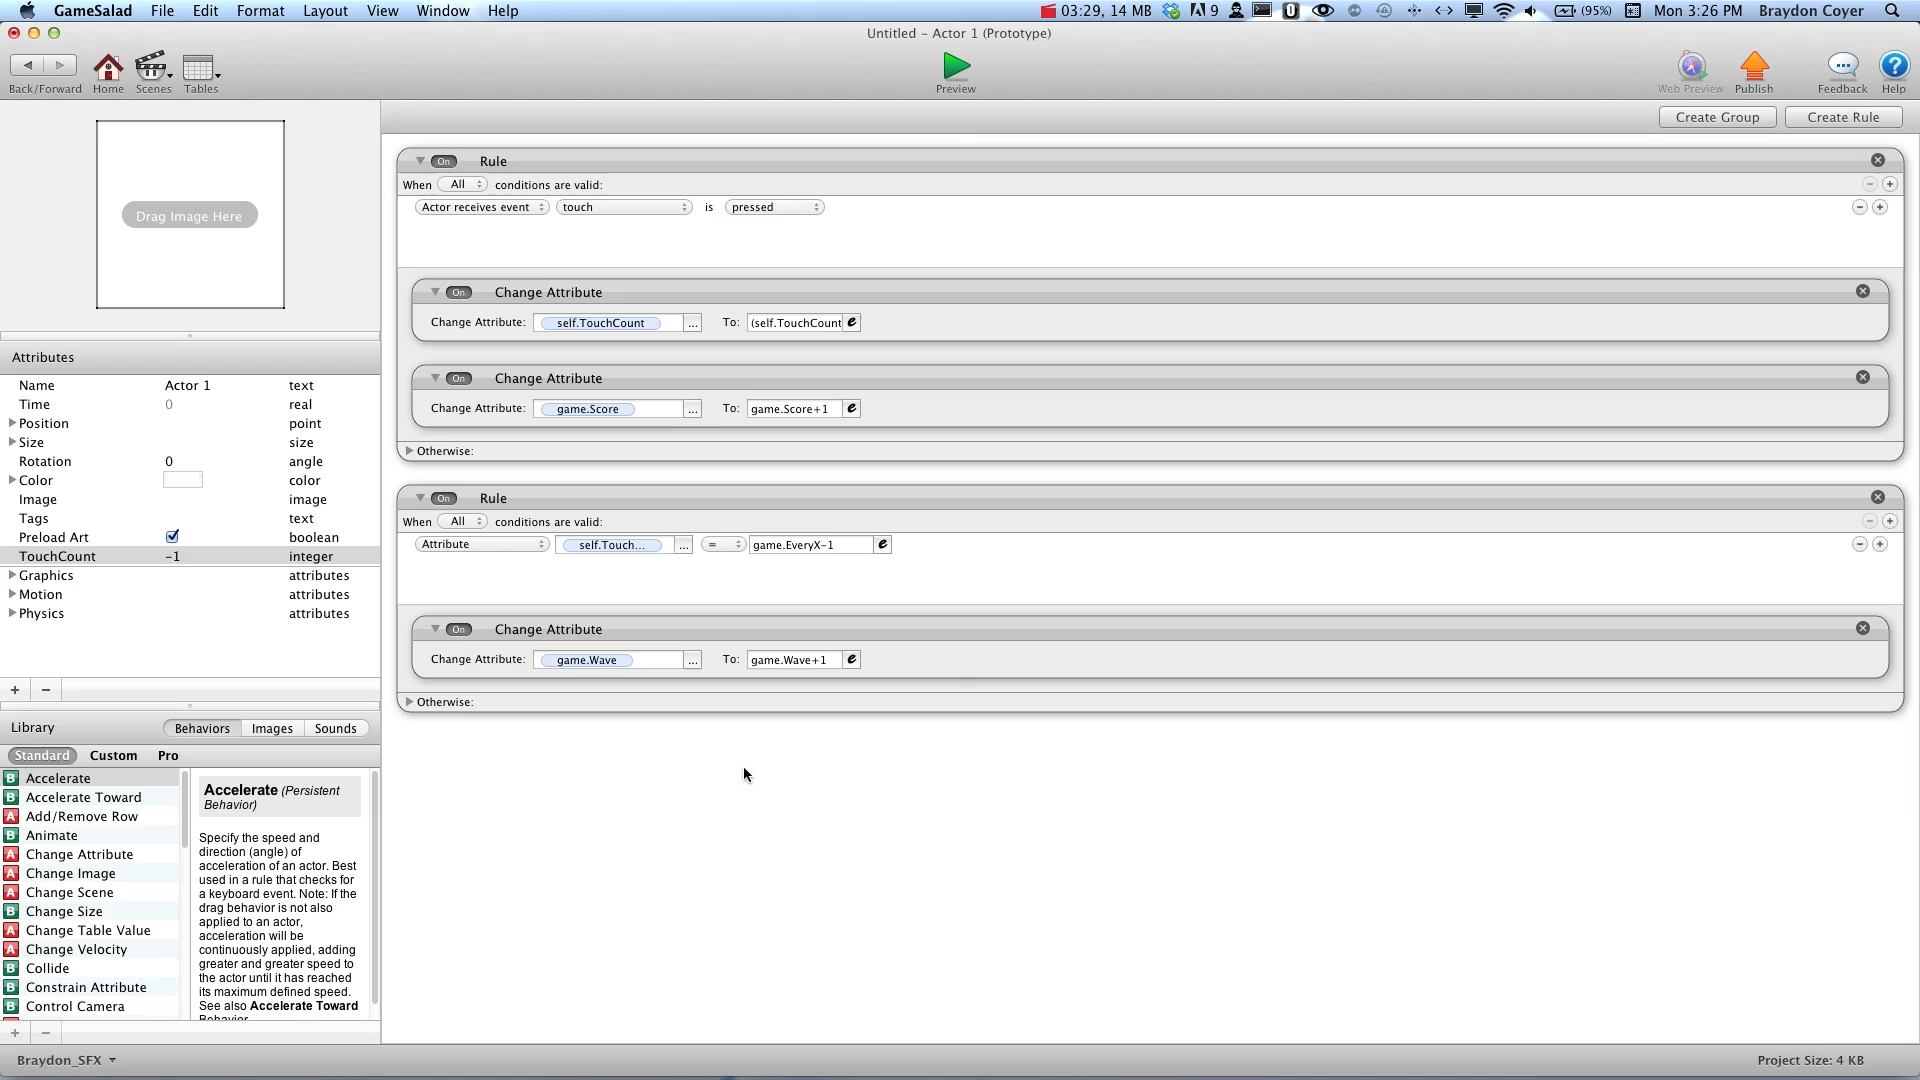 GameSalad File Edit Format Layout View Window Help 03:29, 14 MB 9 (95%) Mon 3:26 PM Braydon Coyer
Untitled – Actor 1 (Prototype)
Back/Forward Home Scenes Tables Preview Web Preview Publish Feedback Help
Create Group Create Rule
Drag Image Here
Attributes
Name Actor 1 text
Time 0 real
Position point
Size size
Rotation 0 angle
Color color
Image image
Tags text
Preload Art boolean
TouchCount -1 integer
Graphics attributes
Motion attributes
Physics attributes
+ −
Library Behaviors Images Sounds
Standard Custom Pro
B Accelerate
B Accelerate Toward
A Add/Remove Row
B Animate
A Change Attribute
A Change Image
A Change Scene
B Change Size
A Change Table Value
A Change Velocity
B Collide
B Constrain Attribute
B Control Camera
Accelerate (Persistent
Behavior)
Specify the speed and
direction (angle) of
acceleration of an actor. Best
used in a rule that checks for
a keyboard event. Note: If the
drag behavior is not also
applied to an actor,
acceleration will be
continuously applied, adding
greater and greater speed to
the actor until it has reached
its maximum defined speed.
See also Accelerate Toward
Behavior
+ −
On Rule
When All conditions are valid:
Actor receives event touch is pressed
On Change Attribute
Change Attribute: self.TouchCount ... To: (self.TouchCount e
On Change Attribute
Change Attribute: game.Score ... To: game.Score+1 e
Otherwise:
On Rule
When All conditions are valid:
Attribute self.Touch... ... = game.EveryX-1 e
On Change Attribute
Change Attribute: game.Wave ... To: game.Wave+1 e
Otherwise:
Braydon_SFX Project Size: 4 KB